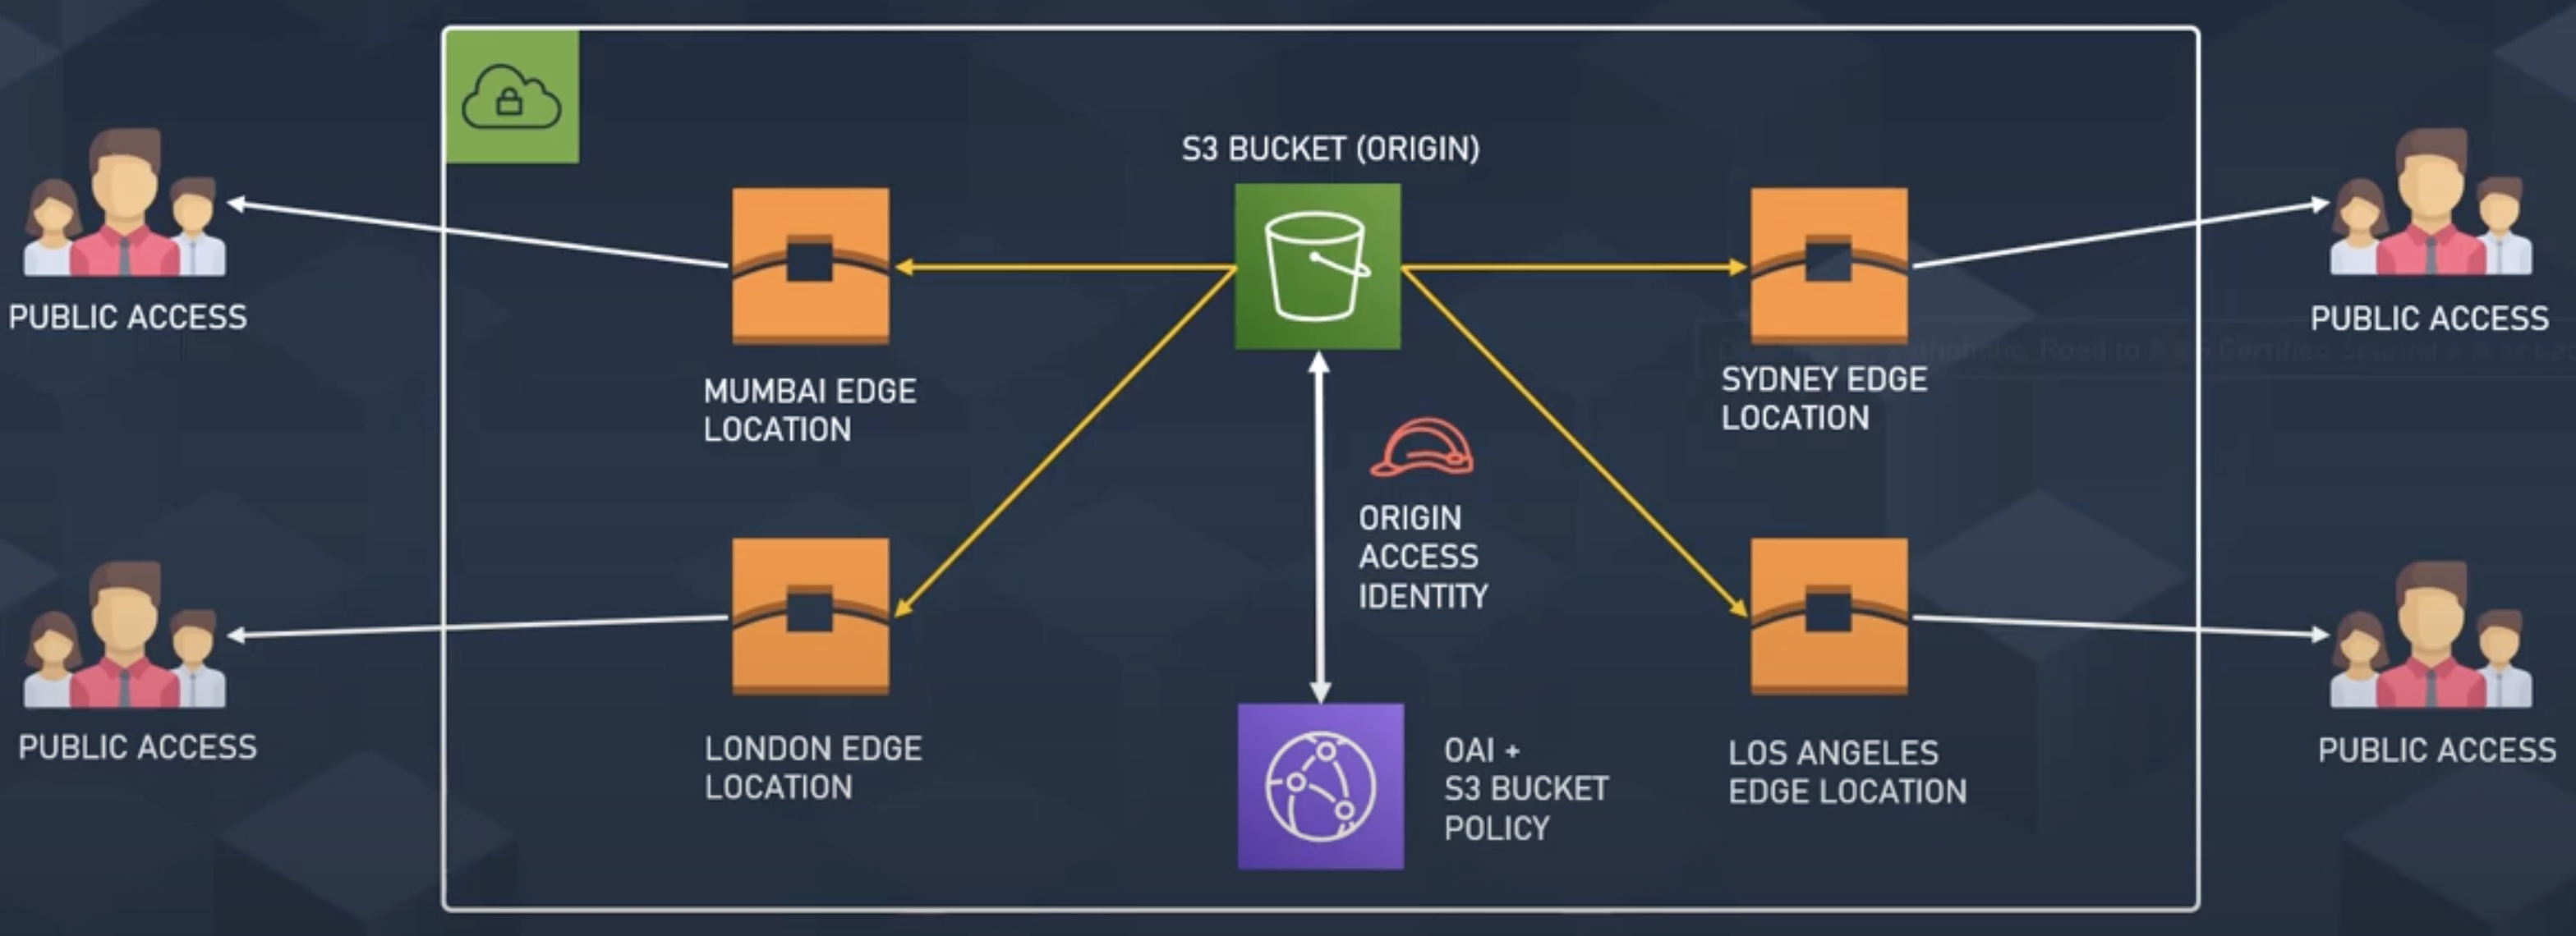 S3 BUCKET (ORIGIN)
PUBLIC ACCESS
MUMBAI EDGE
LOCATION
SYDNEY EDGE
LOCATION
PUBLIC ACCESS
ORIGIN
ACCESS
IDENTITY
PUBLIC ACCESS
LONDON EDGE
LOCATION
OAI +
S3 BUCKET
POLICY
LOS ANGELES
EDGE LOCATION
PUBLIC ACCESS